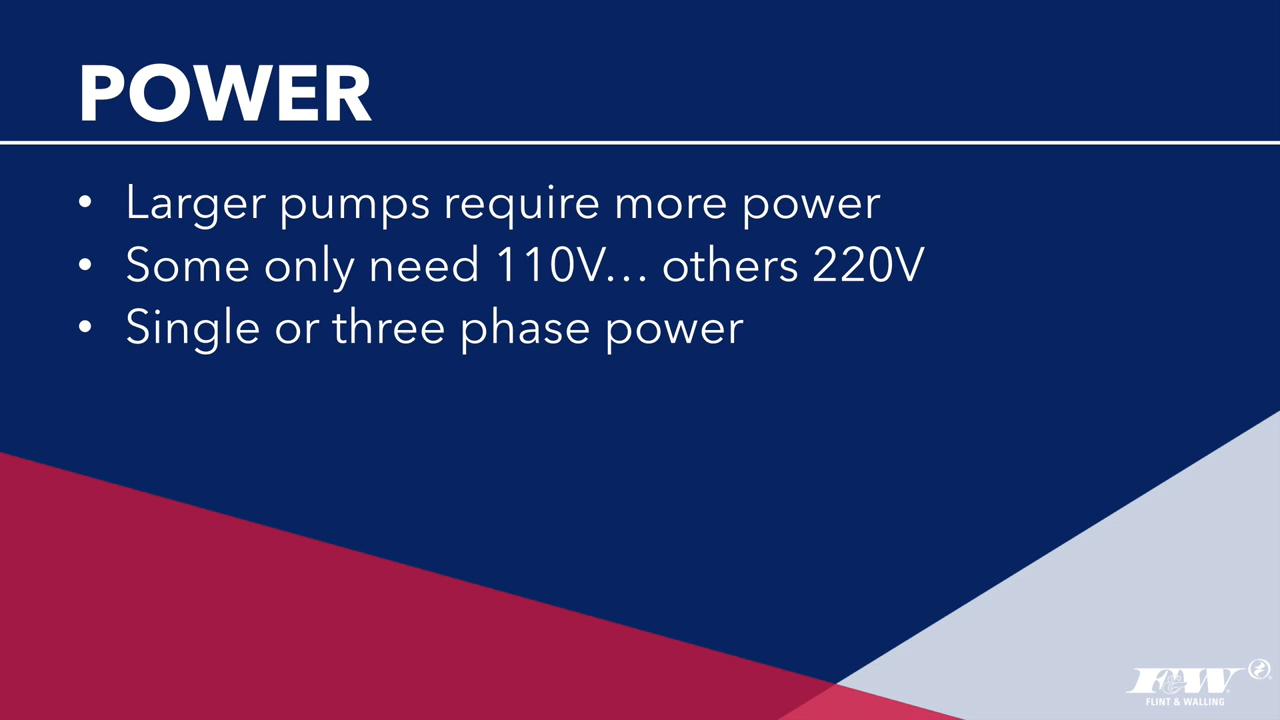 POWER
• Larger pumps require more power
• Some only need 110V… others 220V
• Single or three phase power
F&W
FLINT & WALLING